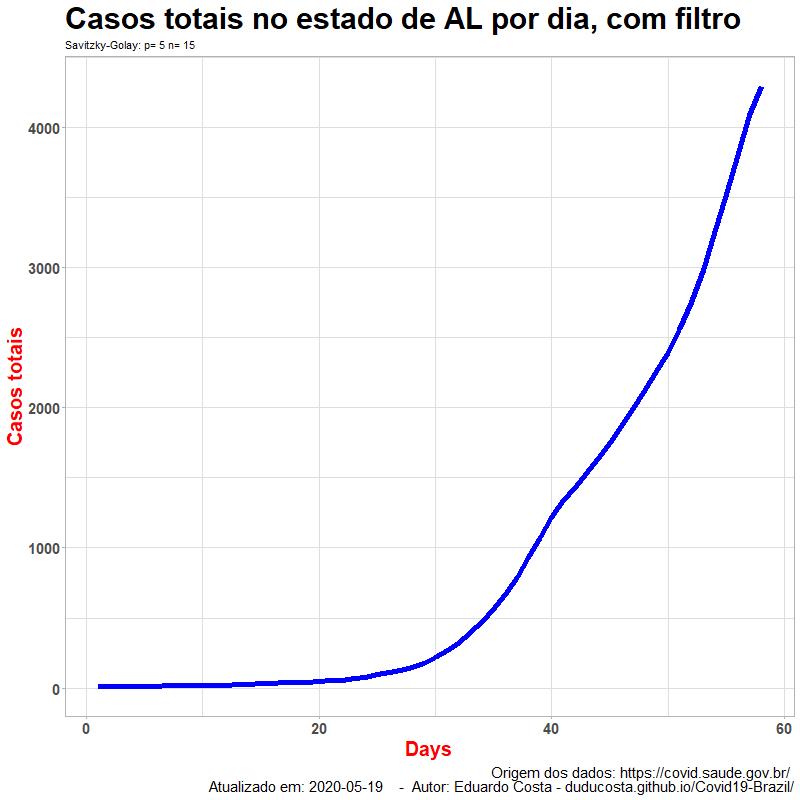 Casos totais no estado de AL por dia, com filtro
Savitzky-Golay: p= 5 n= 15
4000
3000
2000
1000
0
Casos totais
0 20 40 60
Days
Origem dos dados: https://covid.saude.gov.br/
Atualizado em: 2020-05-19 - Autor: Eduardo Costa - duducosta.github.io/Covid19-Brazil/